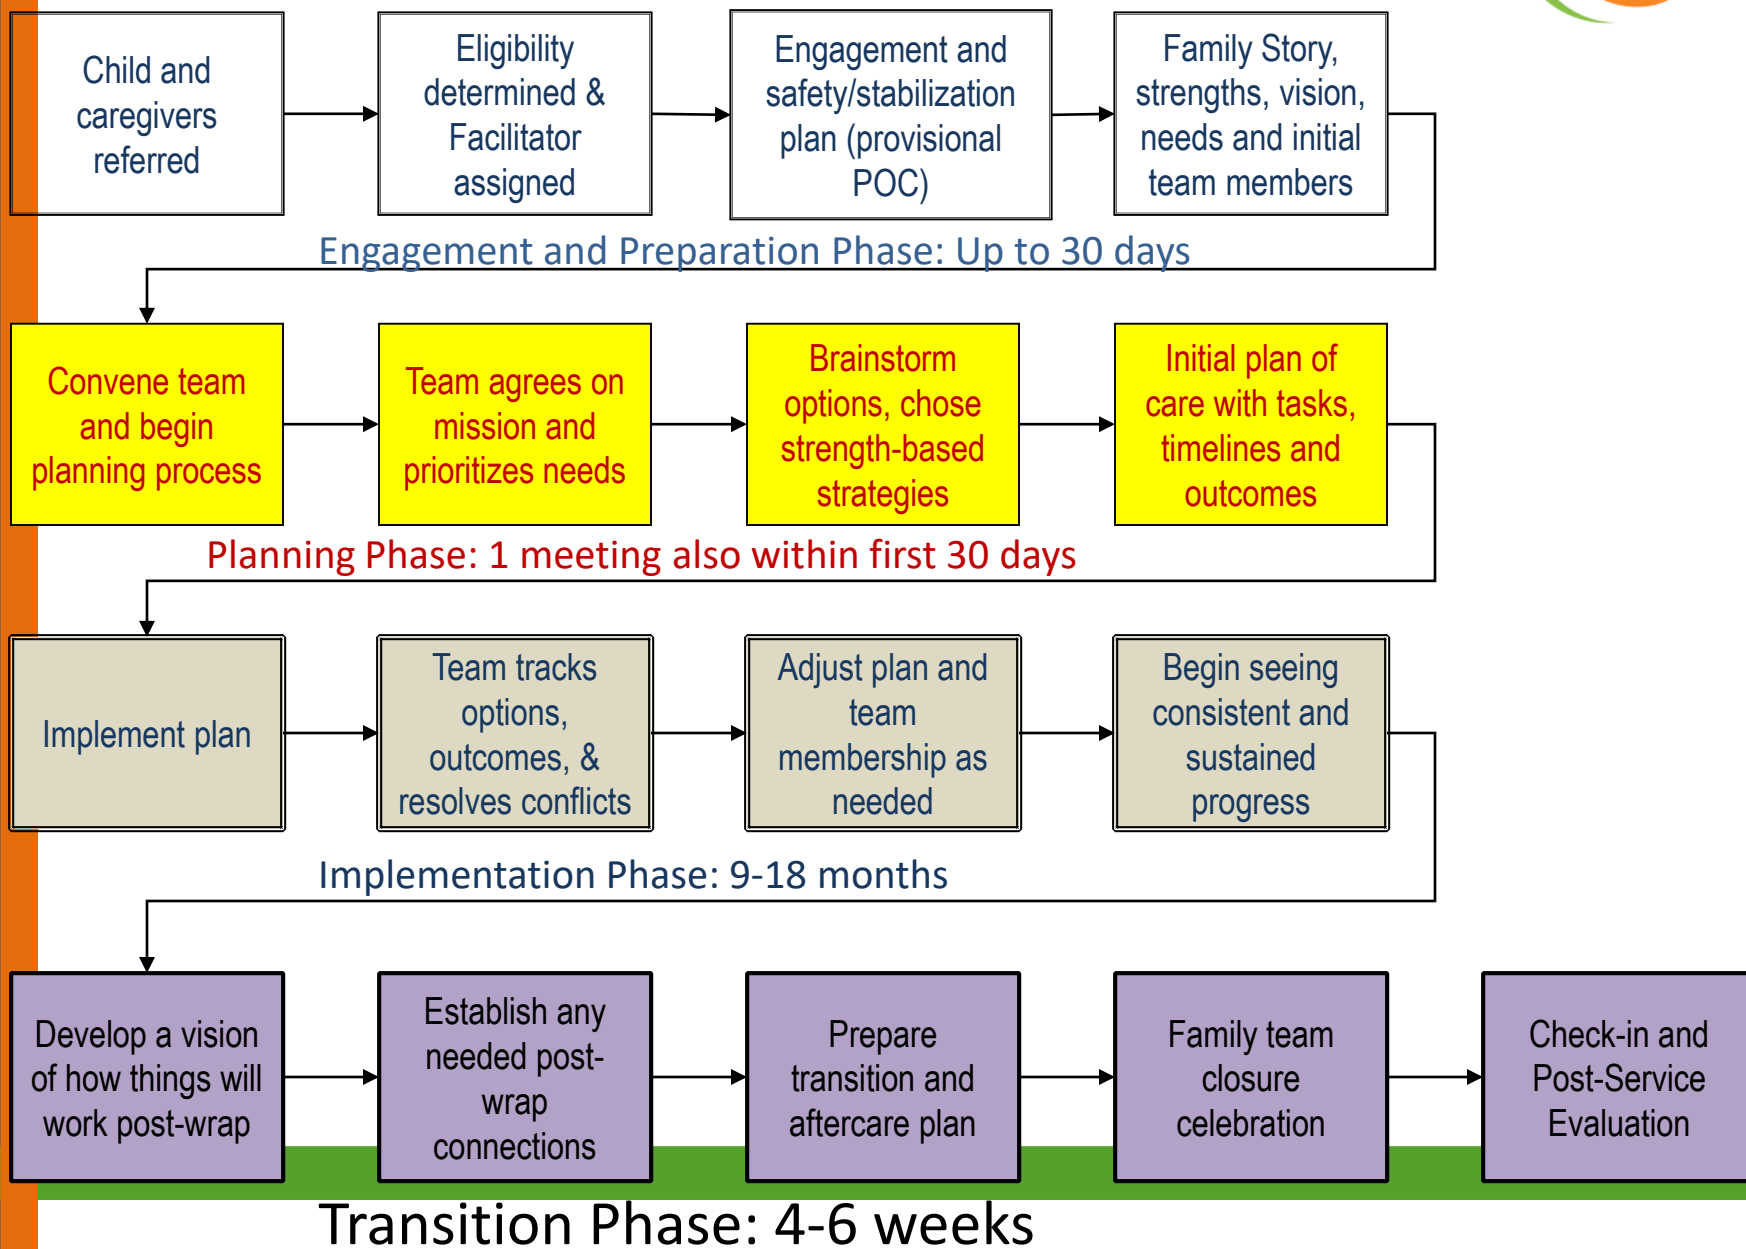 Child and
caregivers
referred
Eligibility
determined &
Facilitator
assigned
Engagement and
safety/stabilization
plan (provisional
POC)
Family Story,
strengths, vision,
needs and initial
team members
Engagement and Preparation Phase: Up to 30 days
Convene team
and begin
planning process
Team agrees on
mission and
prioritizes needs
Brainstorm
options, chose
strength-based
strategies
Initial plan of
care with tasks,
timelines and
outcomes
Planning Phase: 1 meeting also within first 30 days
Implement plan
Team tracks
options,
outcomes, &
resolves conflicts
Adjust plan and
team
membership as
needed
Begin seeing
consistent and
sustained
progress
Implementation Phase: 9-18 months
Develop a vision
of how things will
work post-wrap
Establish any
needed post-
wrap
connections
Prepare
transition and
aftercare plan
Family team
closure
celebration
Check-in and
Post-Service
Evaluation
Transition Phase: 4-6 weeks